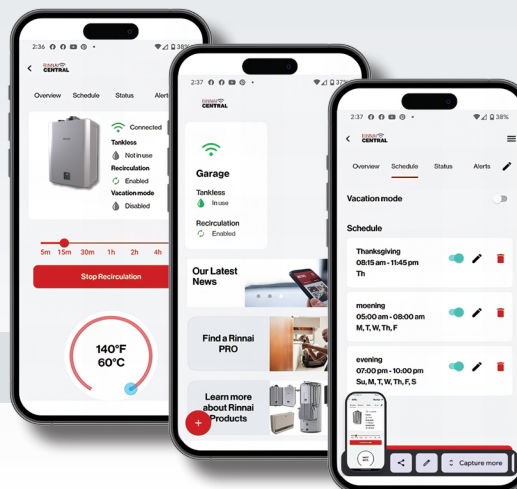 2:36
38%
RINNAI
CENTRAL
Overview Schedule Status Alert
Connected
Tankless
Not in use
Recirculation
Enabled
Vacation mode
Disabled
5m 15m 30m 1h 2h 4h
Stop Recirculation
140°F
60°C
2:37
37%
RINNAI
CENTRAL
Garage
Tankless
In use
Recirculation
Enabled
Our Latest
News
Find a Rinnai
PRO
Learn more
about Rinnai
Products
+
2:37
38%
RINNAI
CENTRAL
Overview Schedule Status Alerts
Vacation mode
Schedule
Thanksgiving
08:15 am - 11:45 pm
Th
moening
05:00 am - 08:00 am
M, T, W, Th, F
evening
07:00 pm - 10:00 pm
Su, M, T, W, Th, F, S
Capture more